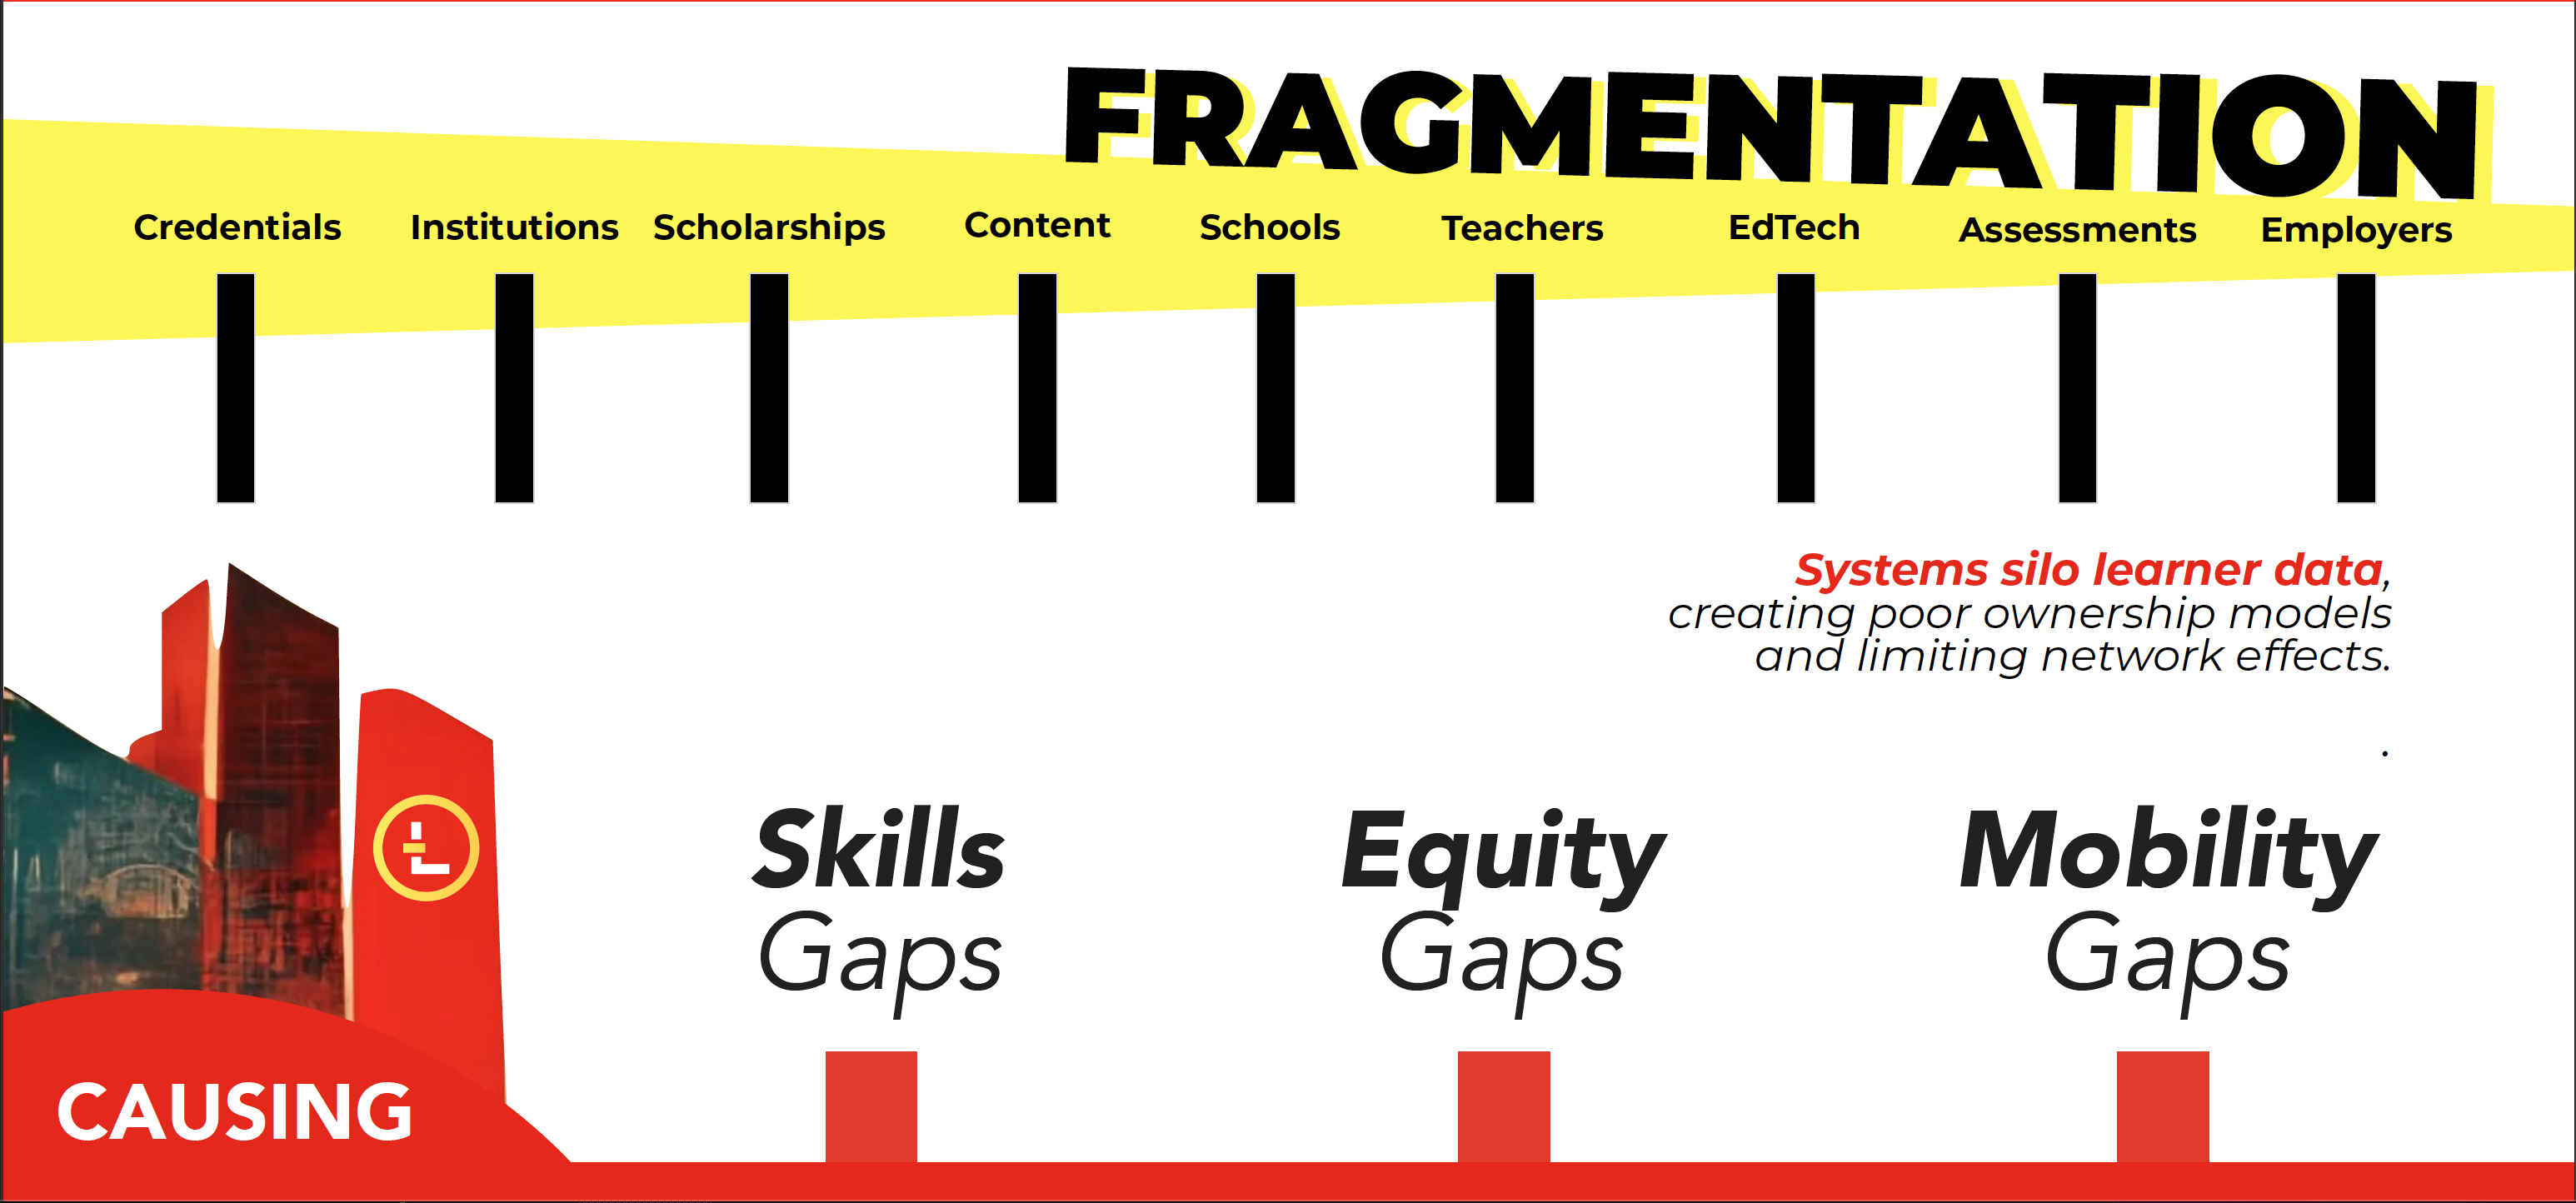 FRAGMENTATION
Credentials Institutions Scholarships Content Schools Teachers EdTech Assessments Employers
Systems silo learner data,
creating poor ownership models
and limiting network effects.
.
Skills Equity Mobility
Gaps Gaps Gaps
CAUSING